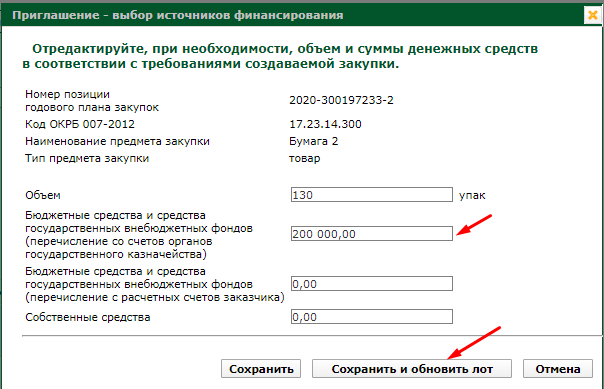 Приглашение - выбор источников финансирования
Отредактируйте, при необходимости, объем и суммы денежных средств
в соответствии с требованиями создаваемой закупки.
Номер позиции
годового плана закупок
2020-300197233-2
Код ОКРБ 007-2012 17.23.14.300
Наименование предмета закупки Бумага 2
Тип предмета закупки товар
Объем 130 упак
Бюджетные средства и средства
государственных внебюджетных фондов
(перечисление со счетов органов
государственного казначейства)
200 000,00
Бюджетные средства и средства
государственных внебюджетных фондов
(перечисление с расчетных счетов заказчика)
0,00
Собственные средства 0,00
Сохранить Сохранить и обновить лот Отмена